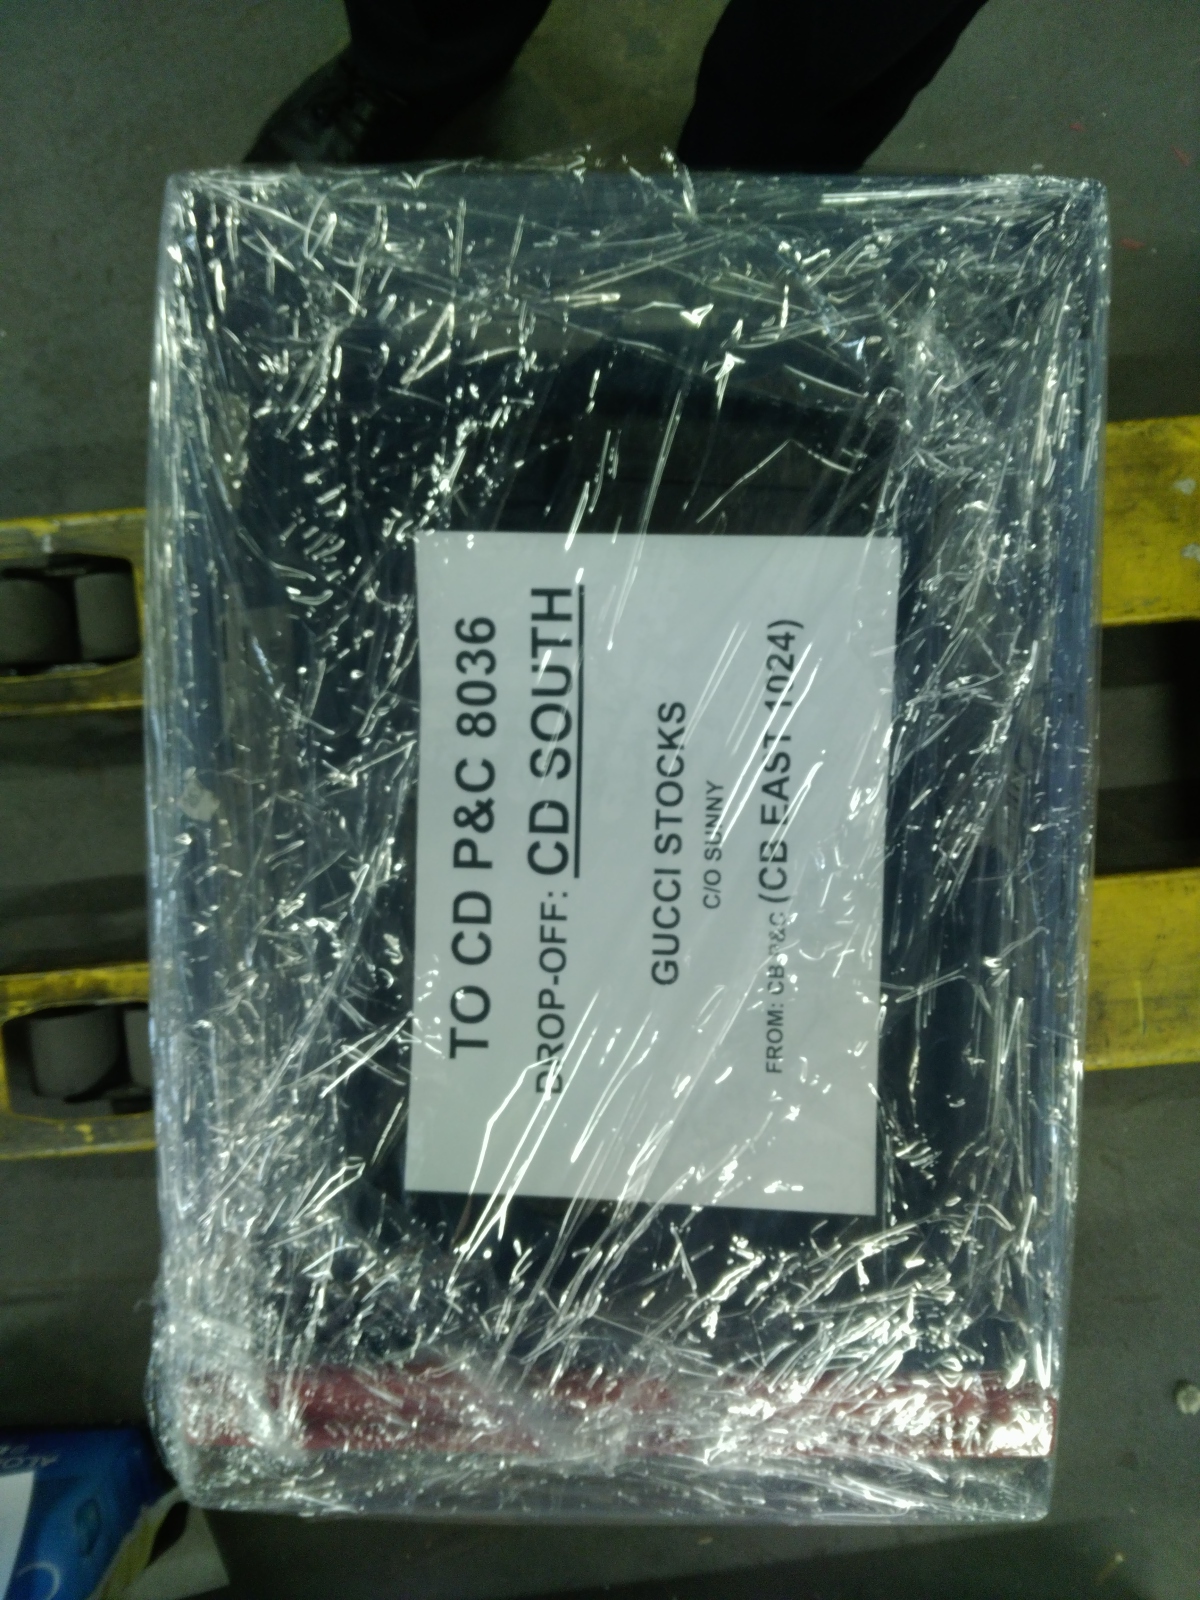 TO CD P&C 8036
DROP-OFF: CD SOUTH
GUCCI STOCKS
C/O SUNNY
FROM: CB P&C (CB EAST 1024)